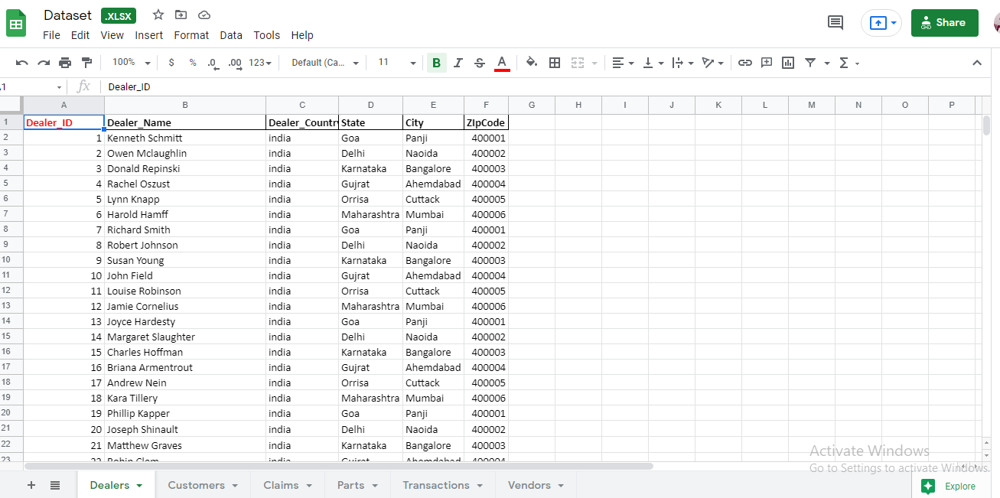 Dataset .XLSX
File Edit View Insert Format Data Tools Help
Share
100% $ % .0 .00 123 Default (Ca... 11 B I S A
fx Dealer_ID
A B C D E F G H I J K L M N O P
1 Dealer_ID Dealer_Name Dealer_Country State City ZIpCode
2 1 Kenneth Schmitt india Goa Panji 400001
3 2 Owen Mclaughlin india Delhi Naoida 400002
4 3 Donald Repinski india Karnataka Bangalore 400003
5 4 Rachel Oszust india Gujrat Ahemdabad 400004
6 5 Lynn Knapp india Orrisa Cuttack 400005
7 6 Harold Hamff india Maharashtra Mumbai 400006
8 7 Richard Smith india Goa Panji 400001
9 8 Robert Johnson india Delhi Naoida 400002
10 9 Susan Young india Karnataka Bangalore 400003
11 10 John Field india Gujrat Ahemdabad 400004
12 11 Louise Robinson india Orrisa Cuttack 400005
13 12 Jamie Cornelius india Maharashtra Mumbai 400006
14 13 Joyce Hardesty india Goa Panji 400001
15 14 Margaret Slaughter india Delhi Naoida 400002
16 15 Charles Hoffman india Karnataka Bangalore 400003
17 16 Briana Armentrout india Gujrat Ahemdabad 400004
18 17 Andrew Nein india Orrisa Cuttack 400005
19 18 Kara Tillery india Maharashtra Mumbai 400006
20 19 Phillip Kapper india Goa Panji 400001
21 20 Joseph Shinault india Delhi Naoida 400002
22 21 Matthew Graves india Karnataka Bangalore 400003
23 22 Robin Clem india Gujrat Ahemdabad 400004
Activate Windows
Go to Settings to activate Windows.
Dealers Customers Claims Parts Transactions Vendors Explore